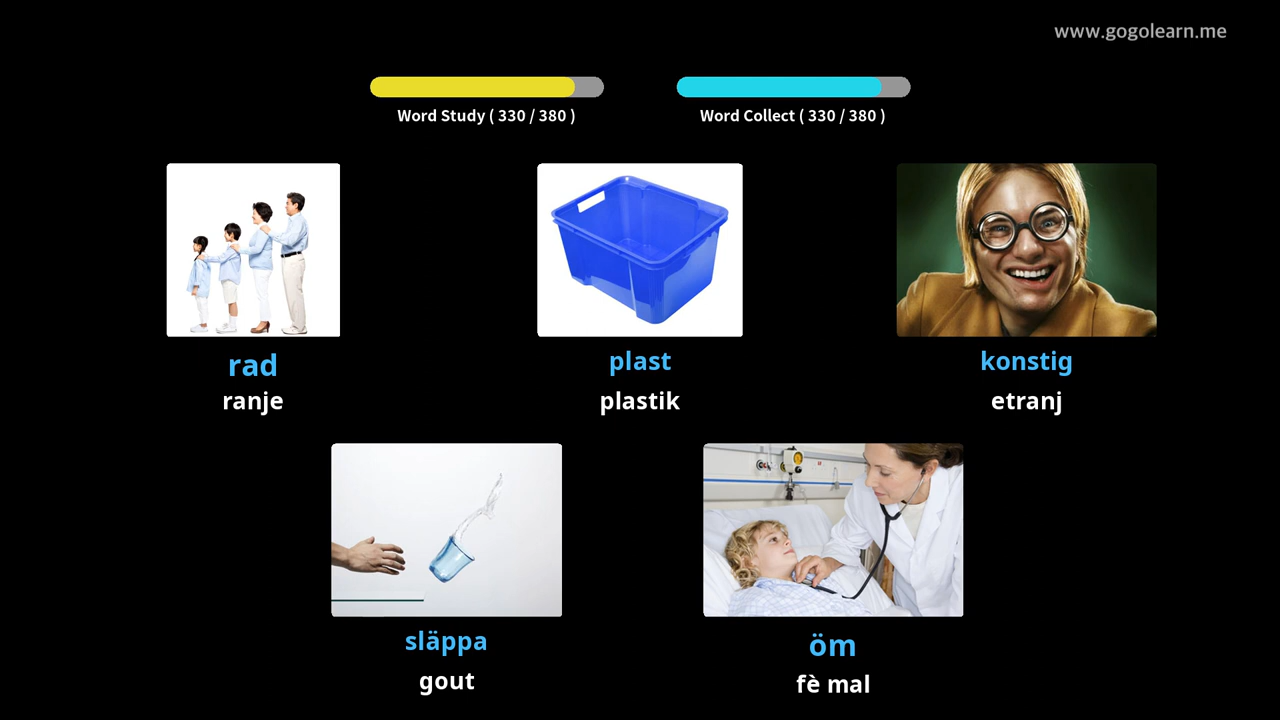 www.gogolearn.me
Word Study ( 330 / 380 )
Word Collect ( 330 / 380 )
rad
ranje
plast
plastik
konstig
etranj
släppa
gout
öm
fè mal